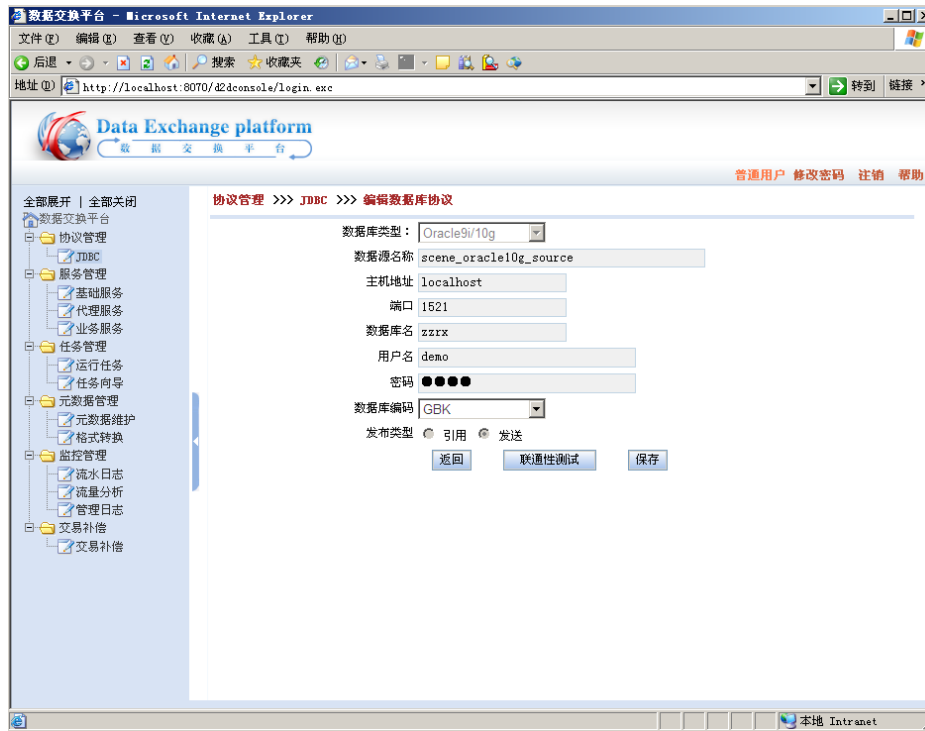 数据交换平台 - Microsoft Internet Explorer
文件(F) 编辑(E) 查看(V) 收藏(A) 工具(T) 帮助(H)
后退 搜索 收藏夹
地址(D) http://localhost:8070/d2dconsole/login.exc 转到 链接
Data Exchange platform
数据交换平台
普通用户 修改密码 注销 帮助
全部展开 | 全部关闭
协议管理 >>> JDBC >>> 编辑数据库协议
数据交换平台
协议管理
JDBC
服务管理
基础服务
代理服务
业务服务
任务管理
运行任务
任务向导
元数据管理
元数据维护
格式转换
监控管理
流水日志
流量分析
管理日志
交易补偿
交易补偿
数据库类型： Oracle9i/10g
数据源名称 scene_oracle10g_source
主机地址 localhost
端口 1521
数据库名 zzrx
用户名 demo
密码 ●●●●
数据库编码 GBK
发布类型 引用 发送
返回 联通性测试 保存
本地 Intranet